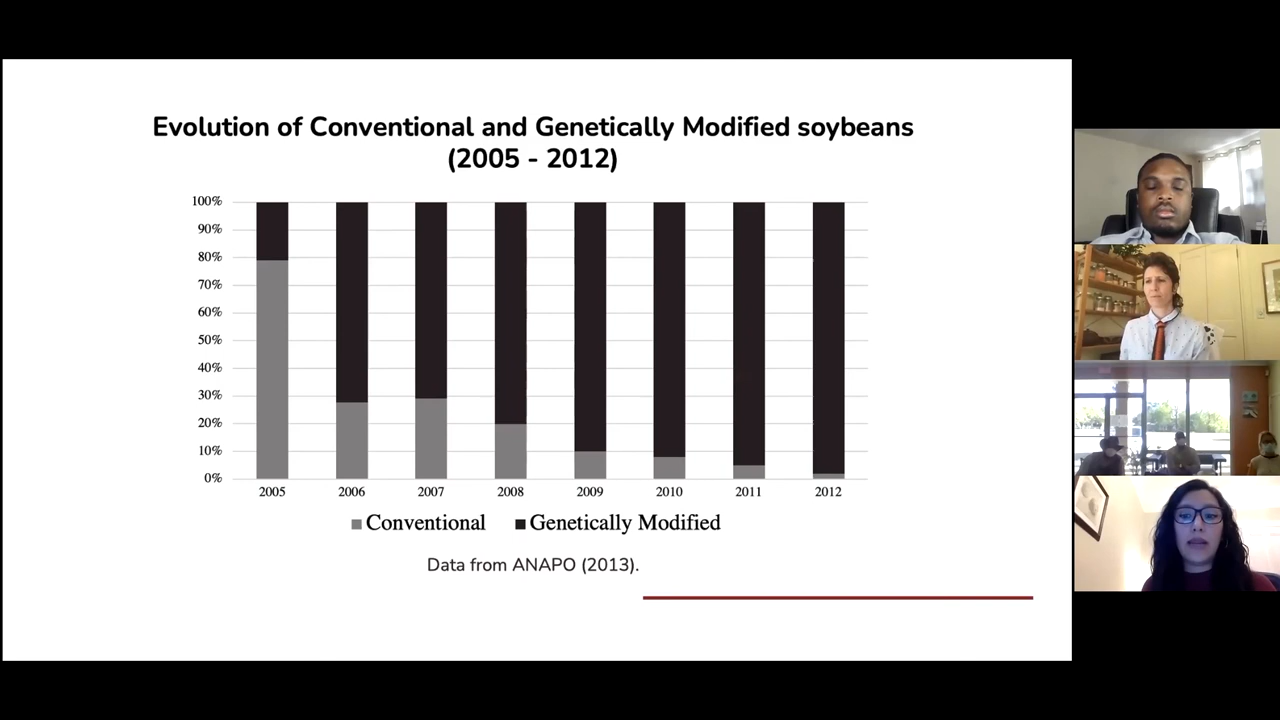 Evolution of Conventional and Genetically Modified soybeans
(2005 - 2012)
100%
90%
80%
70%
60%
50%
40%
30%
20%
10%
0%
2005 2006 2007 2008 2009 2010 2011 2012
Conventional Genetically Modified
Data from ANAPO (2013).